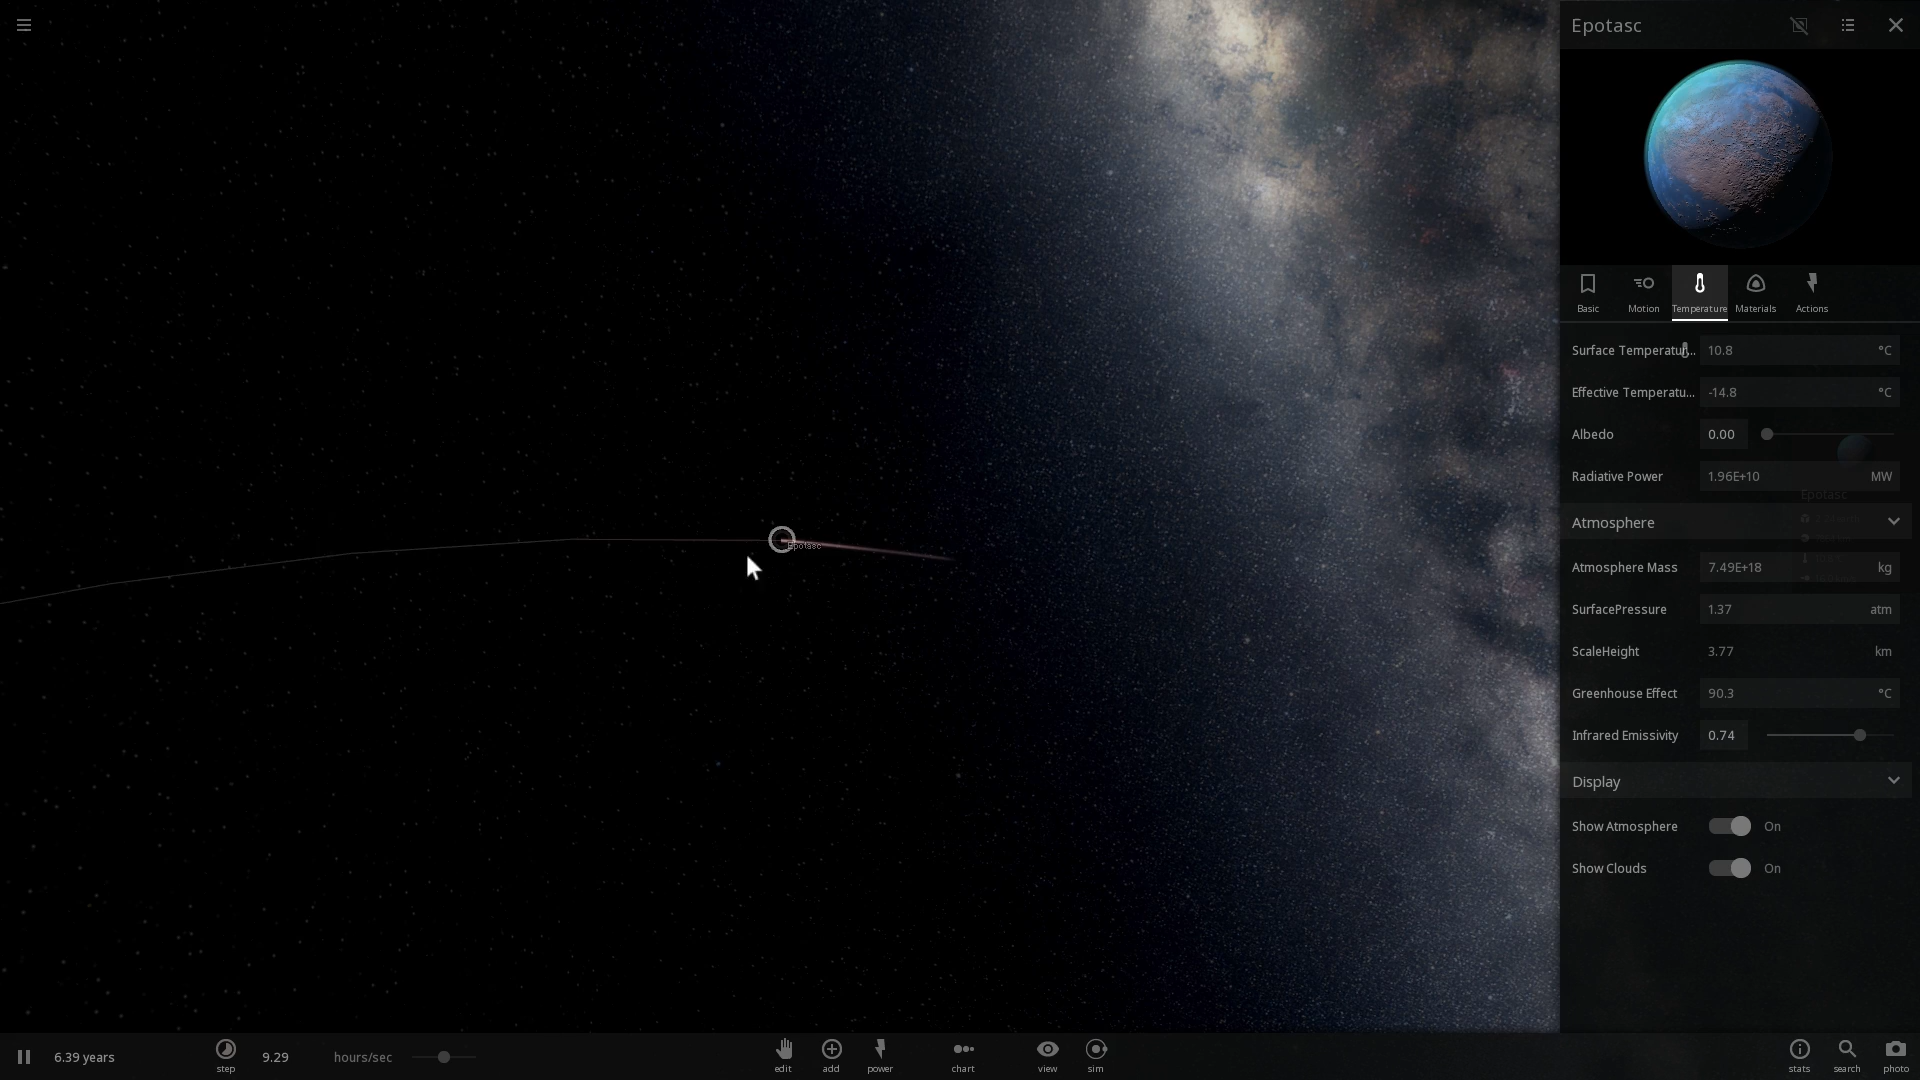 Epotasc
Basic
Motion
Temperature
Materials
Actions
Surface Temperatur... 10.8 °C
Effective Temperatu... -14.8 °C
Albedo 0.00
Radiative Power 1.96E+10 MW
Epotasc
Atmosphere
Epotasc
Atmosphere Mass 7.49E+18 kg
SurfacePressure 1.37 atm
ScaleHeight 3.77 km
Greenhouse Effect 90.3 °C
Infrared Emissivity 0.74
Display
Show Atmosphere On
Show Clouds On
6.39 years
step
9.29
hours/sec
edit
add
power
chart
view
sim
stats
search
photo